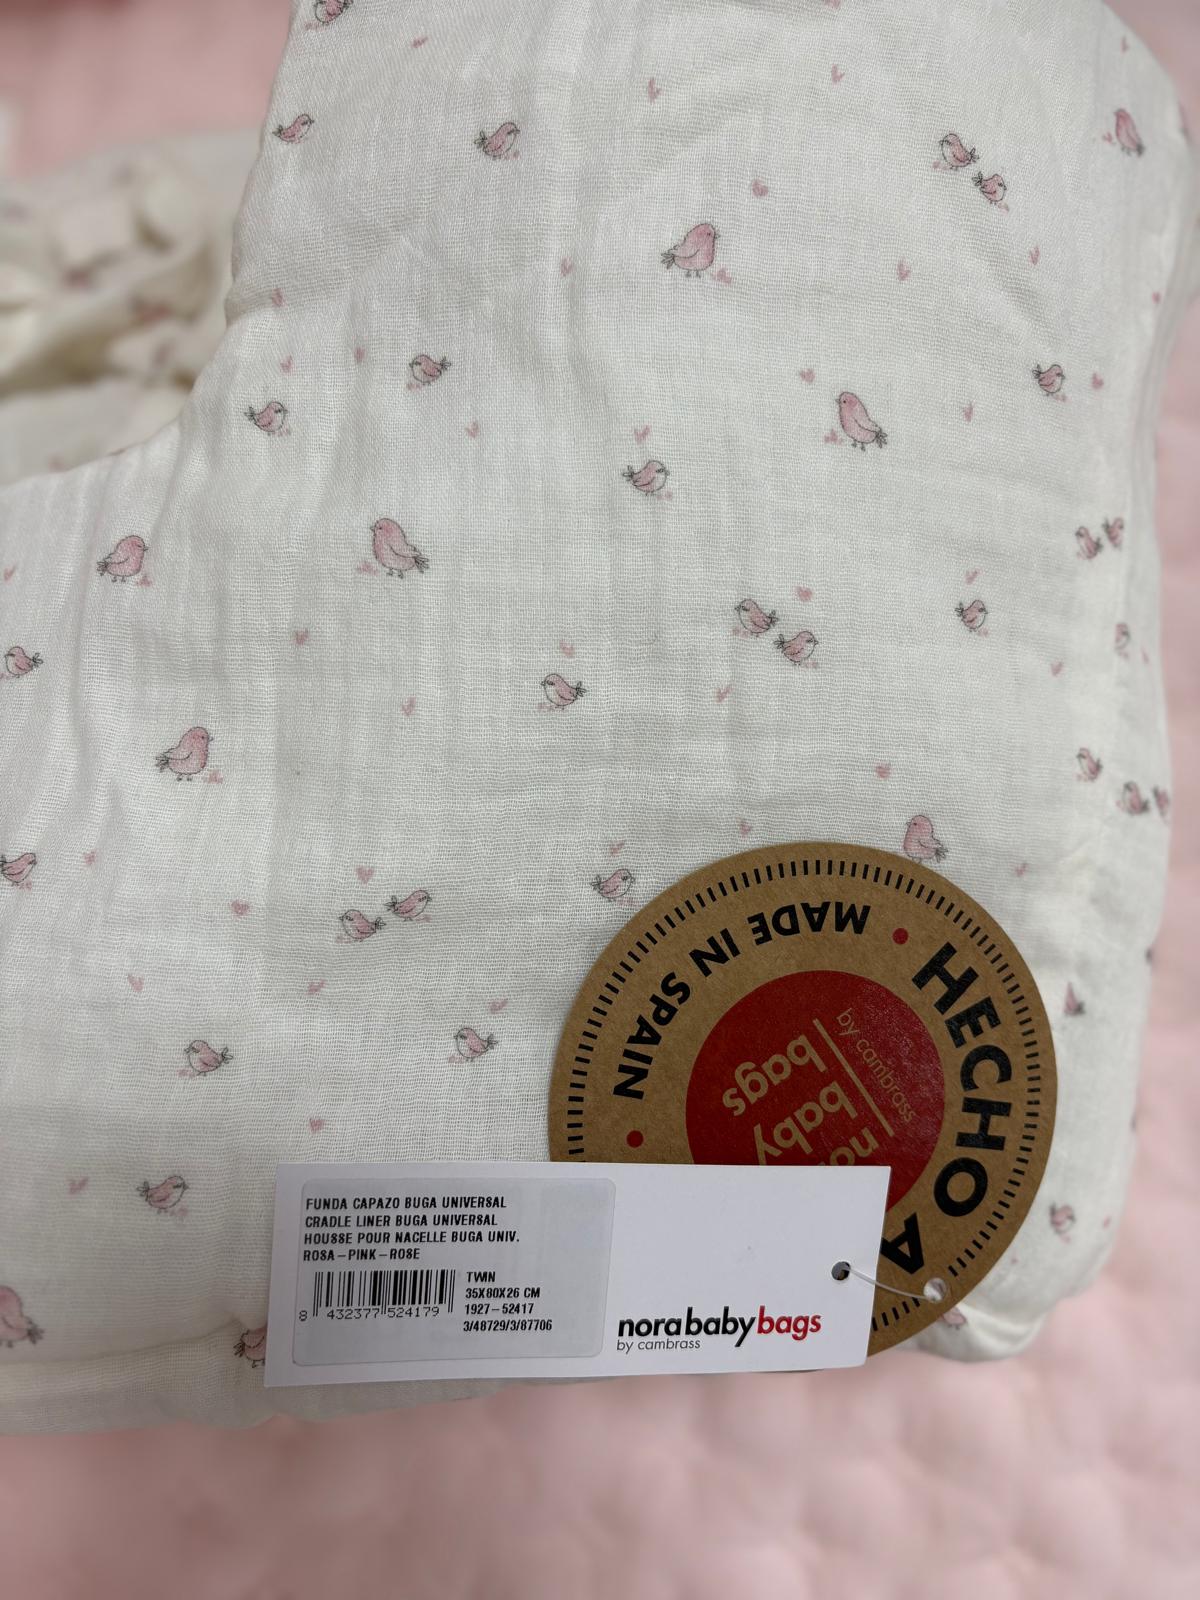 MADE IN SPAIN
HECHO A
by cambrass
baby
bags
FUNDA CAPAZO BUGA UNIVERSAL
CRADLE LINER BUGA UNIVERSAL
HOUSSE POUR NACELLE BUGA UNIV.
ROSA-PINK-ROSE
TWIN
35X80X26 CM
1927-52417
3/48729/3/87706
8 432377 524179
norababybags
by cambrass